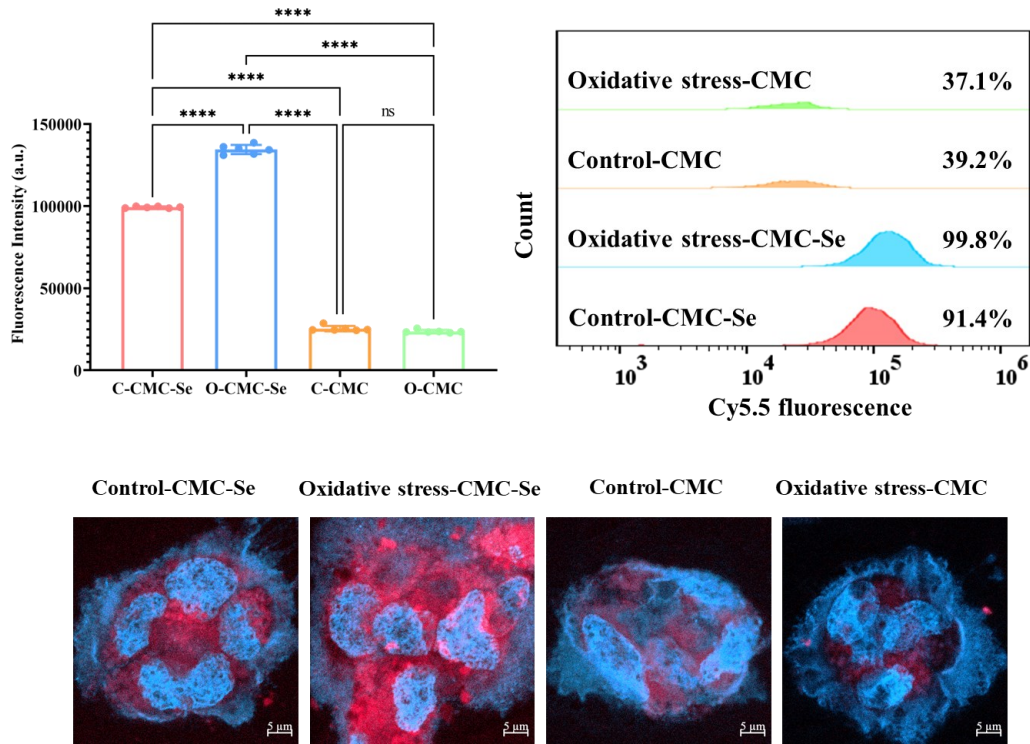 ****
****
****
**** **** ns
150000
100000
50000
0
Fluorescence Intensity (a.u.)
C-CMC-Se O-CMC-Se C-CMC O-CMC
Oxidative stress-CMC 37.1%
Control-CMC 39.2%
Oxidative stress-CMC-Se 99.8%
Control-CMC-Se 91.4%
Count
10³ 10⁴ 10⁵ 10⁶
Cy5.5 fluorescence
Control-CMC-Se Oxidative stress-CMC-Se Control-CMC Oxidative stress-CMC
5 μm 5 μm 5 μm 5 μm